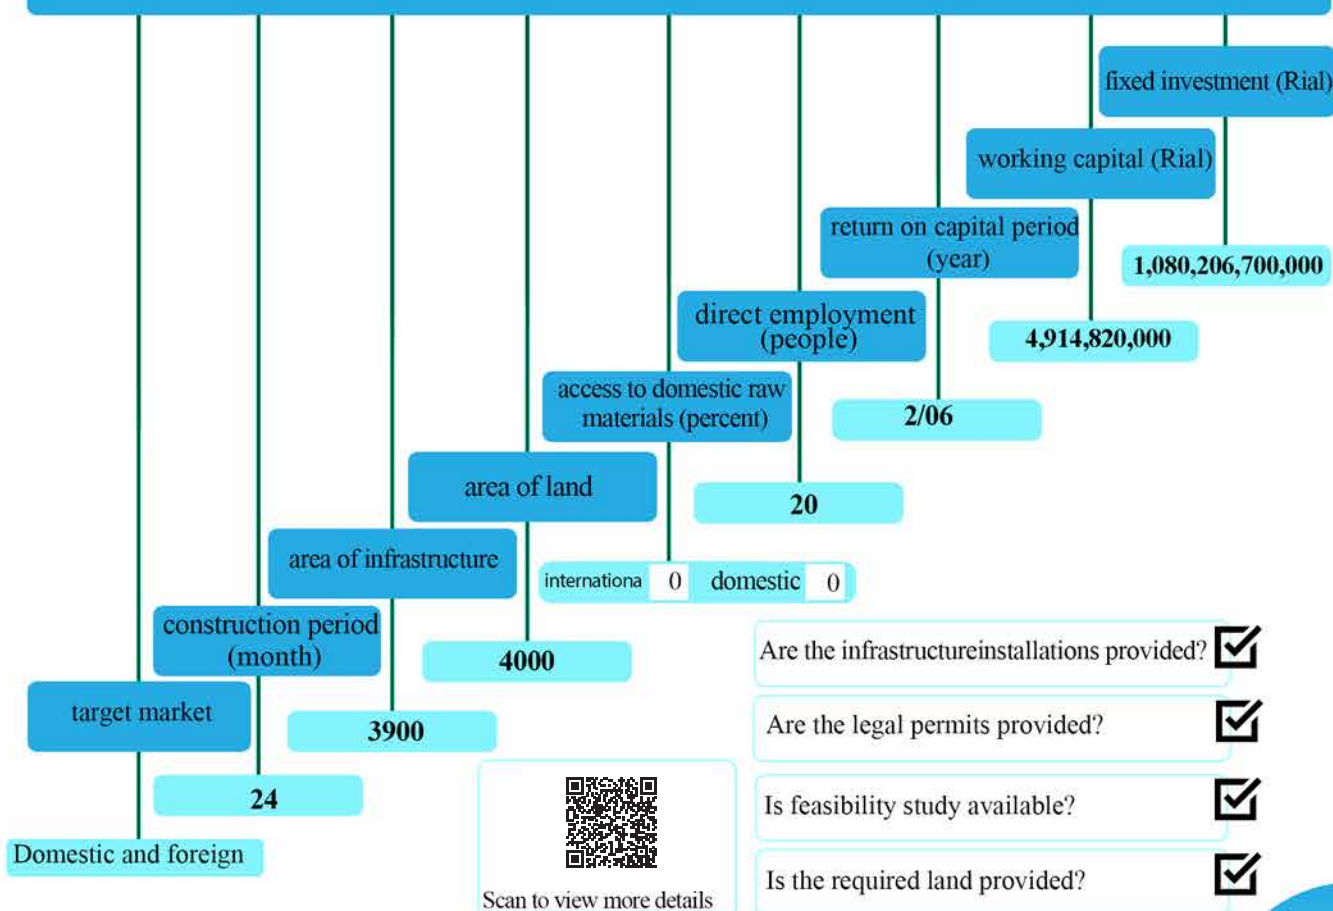 fixed investment (Rial)
1,080,206,700,000
working capital (Rial)
4,914,820,000
return on capital period
(year)
2/06
direct employment
(people)
20
access to domestic raw
materials (percent)
internationa 0 domestic 0
area of land
4000
area of infrastructure
3900
construction period
(month)
24
target market
Domestic and foreign
Are the infrastructureinstallations provided?
Are the legal permits provided?
Is feasibility study available?
Is the required land provided?
Scan to view more details